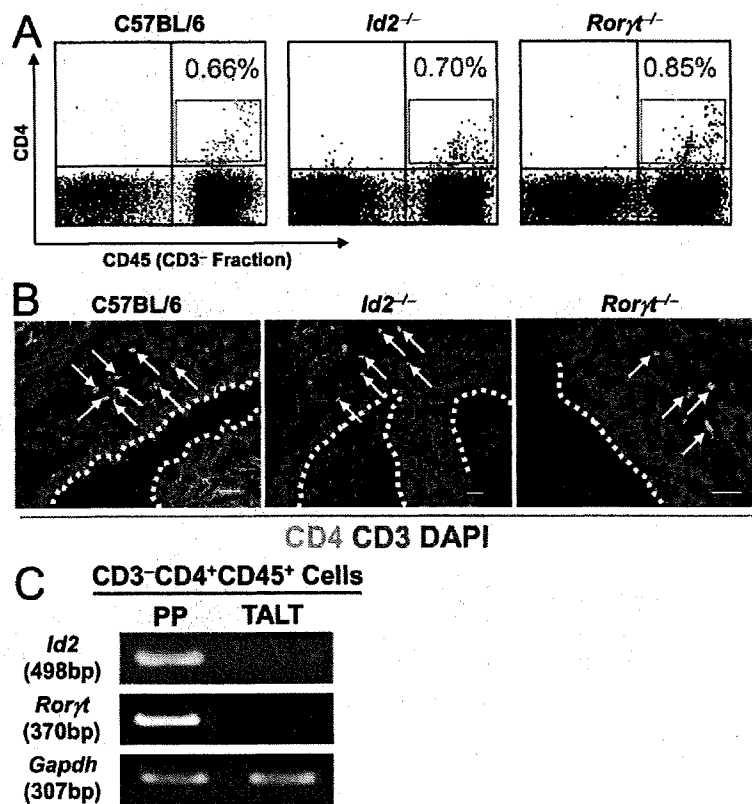 A
C57BL/6
Id2⁻/⁻
Rorγt⁻/⁻
0.66%
0.70%
0.85%
CD4
CD45 (CD3⁻ Fraction)
B
C57BL/6
Id2⁻/⁻
Rorγt⁻/⁻
CD4 CD3 DAPI
C
CD3⁻CD4⁺CD45⁺ Cells
PP TALT
Id2
(498bp)
Rorγt
(370bp)
Gapdh
(307bp)